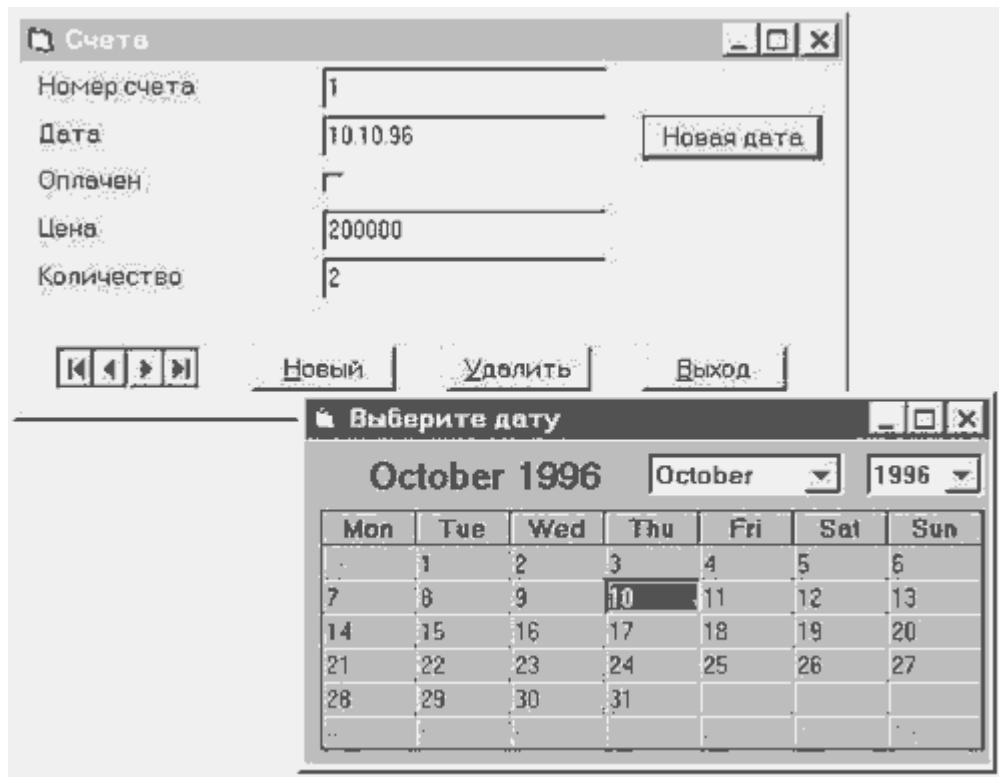 Счета
Номер счета 1
Дата 10.10.96 Новая дата
Оплачен
Цена 200000
Количество 2
Новый Удалить Выход
Выберите дату
October 1996 October 1996
Mon Tue Wed Thu Fri Sat Sun
1 2 3 4 5 6
7 8 9 10 11 12 13
14 15 16 17 18 19 20
21 22 23 24 25 26 27
28 29 30 31